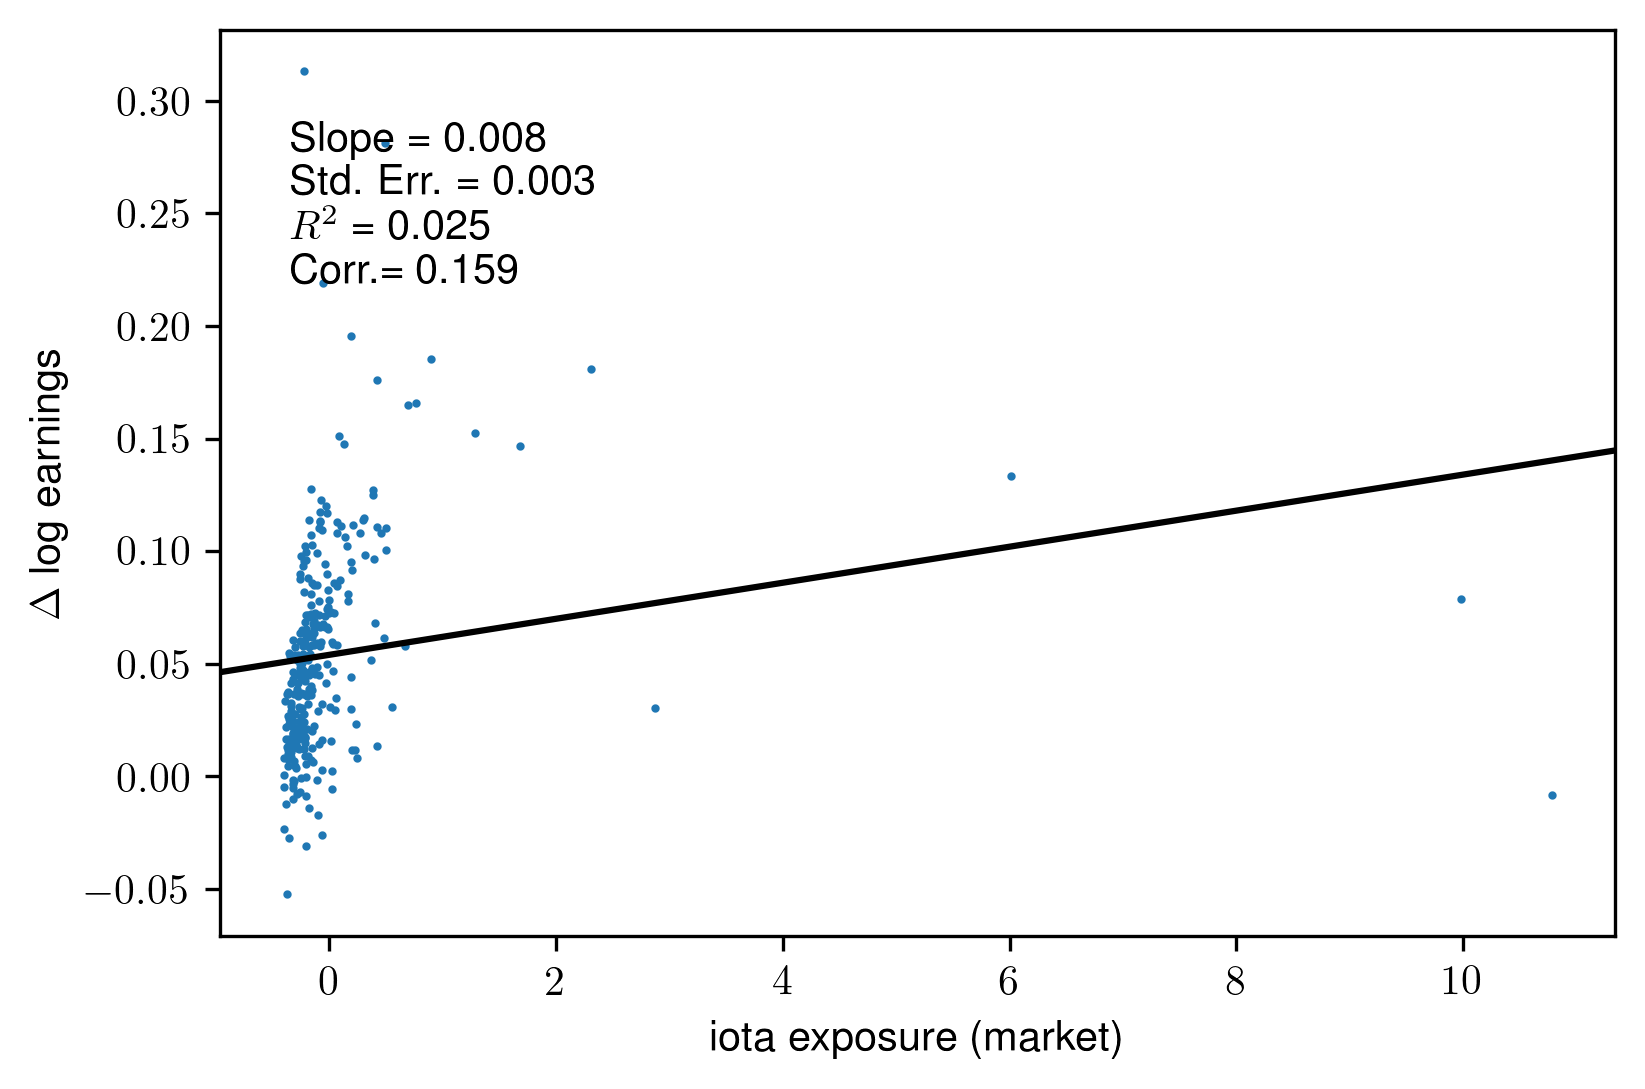 0.30
0.25
0.20
0.15
0.10
0.05
0.00
−0.05
Δ log earnings
Slope = 0.008
Std. Err. = 0.003
R² = 0.025
Corr.= 0.159
0 2 4 6 8 10
iota exposure (market)